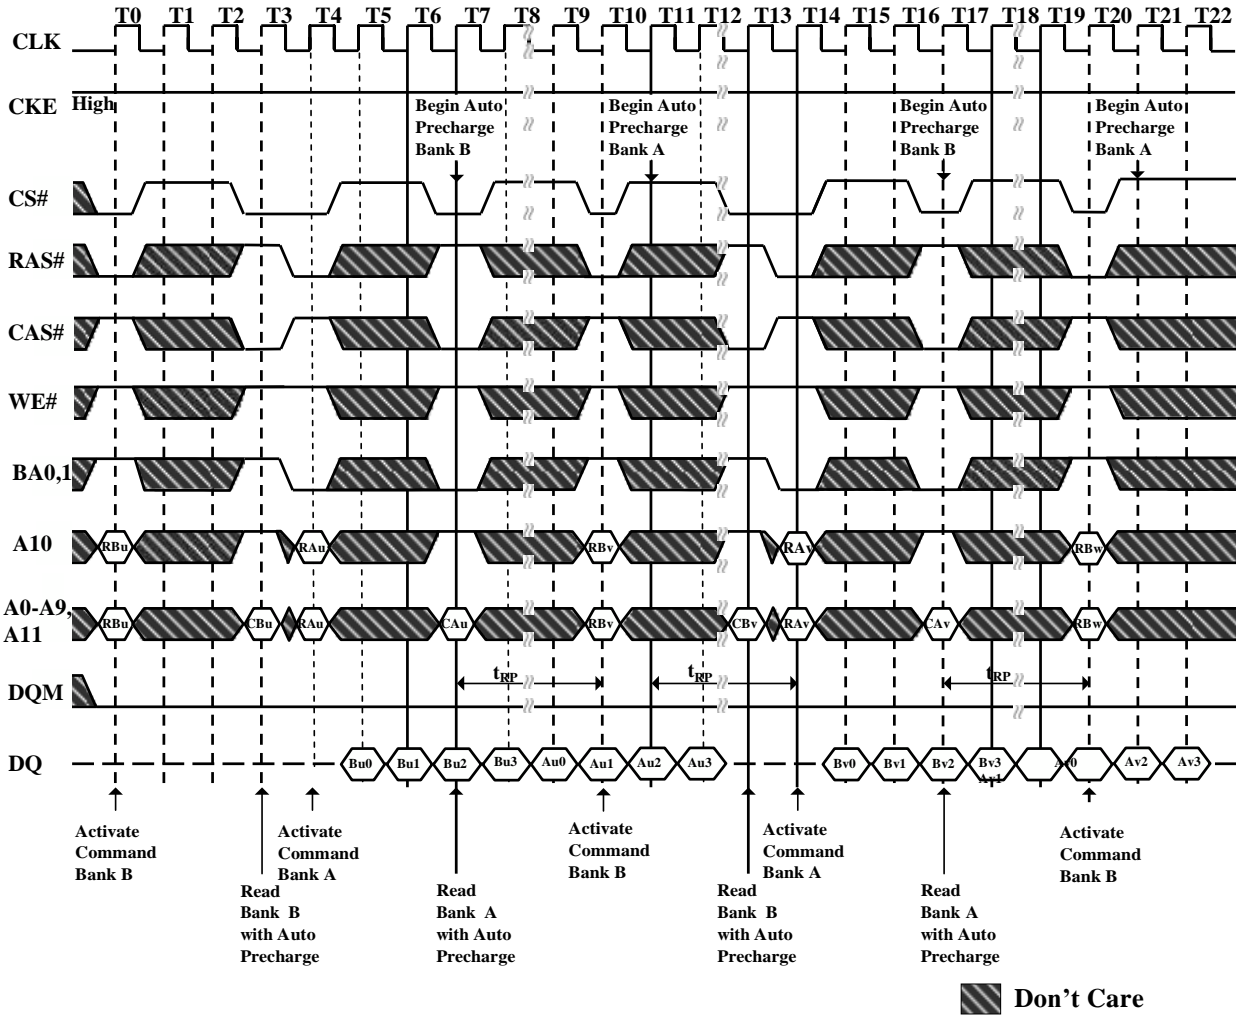 T0 T1 T2 T3 T4 T5 T6 T7 T8 T9 T10 T11 T12 T13 T14 T15 T16 T17 T18 T19 T20 T21 T22
CLK
CKE
High
Begin Auto
Precharge
Bank B
Begin Auto
Precharge
Bank A
Begin Auto
Precharge
Bank B
Begin Auto
Precharge
Bank A
CS#
RAS#
CAS#
WE#
BA0,1
A10
RBu RAu RBv RAv RBw
A0-A9,
A11
RBu CBu RAu CAu RBv CBv RAv CAv RBw
DQM
tRP tRP tRP
DQ
Bu0 Bu1 Bu2 Bu3 Au0 Au1 Au2 Au3 Bv0 Bv1 Bv2 Bv3 Av0 Av2 Av3
Av1
Activate
Command
Bank B
Read
Bank B
with Auto
Precharge
Activate
Command
Bank A
Read
Bank A
with Auto
Precharge
Activate
Command
Bank B
Read
Bank B
with Auto
Precharge
Activate
Command
Bank A
Read
Bank A
with Auto
Precharge
Activate
Command
Bank B
Don't Care